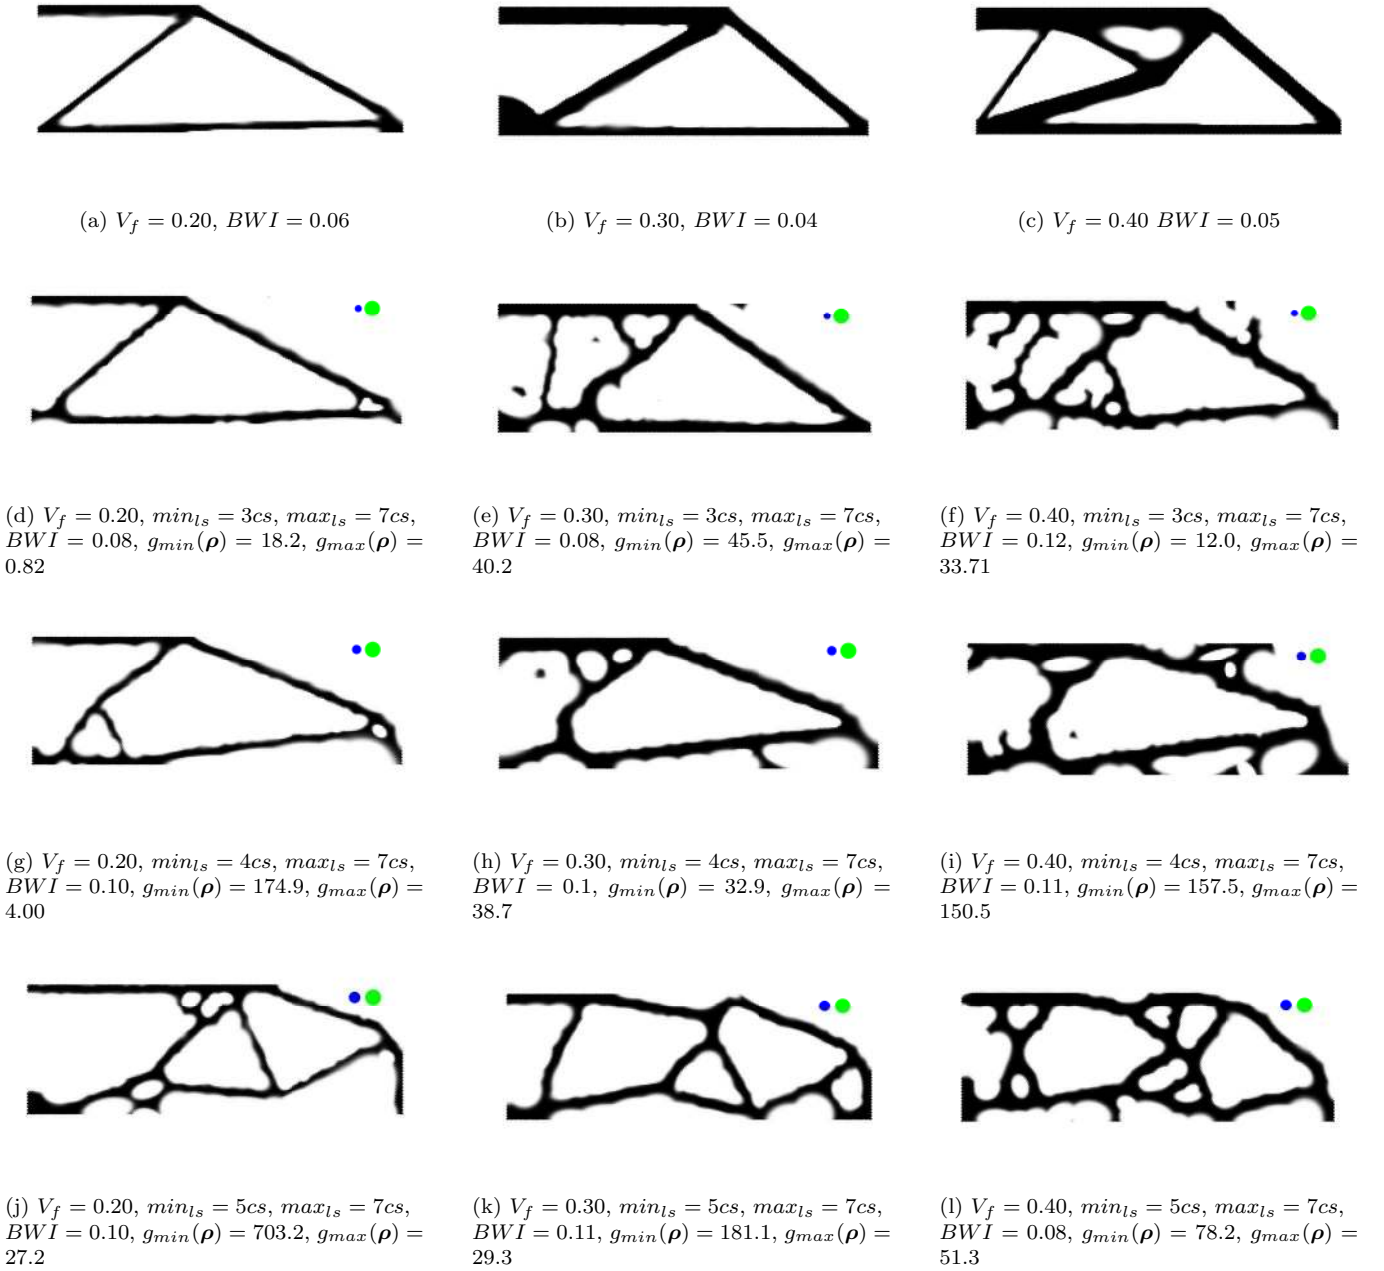 (a) V_f = 0.20, BWI = 0.06
(b) V_f = 0.30, BWI = 0.04
(c) V_f = 0.40 BWI = 0.05
(d) V_f = 0.20, min_ls = 3cs, max_ls = 7cs,
BWI = 0.08, g_min(ρ) = 18.2, g_max(ρ) =
0.82
(e) V_f = 0.30, min_ls = 3cs, max_ls = 7cs,
BWI = 0.08, g_min(ρ) = 45.5, g_max(ρ) =
40.2
(f) V_f = 0.40, min_ls = 3cs, max_ls = 7cs,
BWI = 0.12, g_min(ρ) = 12.0, g_max(ρ) =
33.71
(g) V_f = 0.20, min_ls = 4cs, max_ls = 7cs,
BWI = 0.10, g_min(ρ) = 174.9, g_max(ρ) =
4.00
(h) V_f = 0.30, min_ls = 4cs, max_ls = 7cs,
BWI = 0.1, g_min(ρ) = 32.9, g_max(ρ) =
38.7
(i) V_f = 0.40, min_ls = 4cs, max_ls = 7cs,
BWI = 0.11, g_min(ρ) = 157.5, g_max(ρ) =
150.5
(j) V_f = 0.20, min_ls = 5cs, max_ls = 7cs,
BWI = 0.10, g_min(ρ) = 703.2, g_max(ρ) =
27.2
(k) V_f = 0.30, min_ls = 5cs, max_ls = 7cs,
BWI = 0.11, g_min(ρ) = 181.1, g_max(ρ) =
29.3
(l) V_f = 0.40, min_ls = 5cs, max_ls = 7cs,
BWI = 0.08, g_min(ρ) = 78.2, g_max(ρ) =
51.3